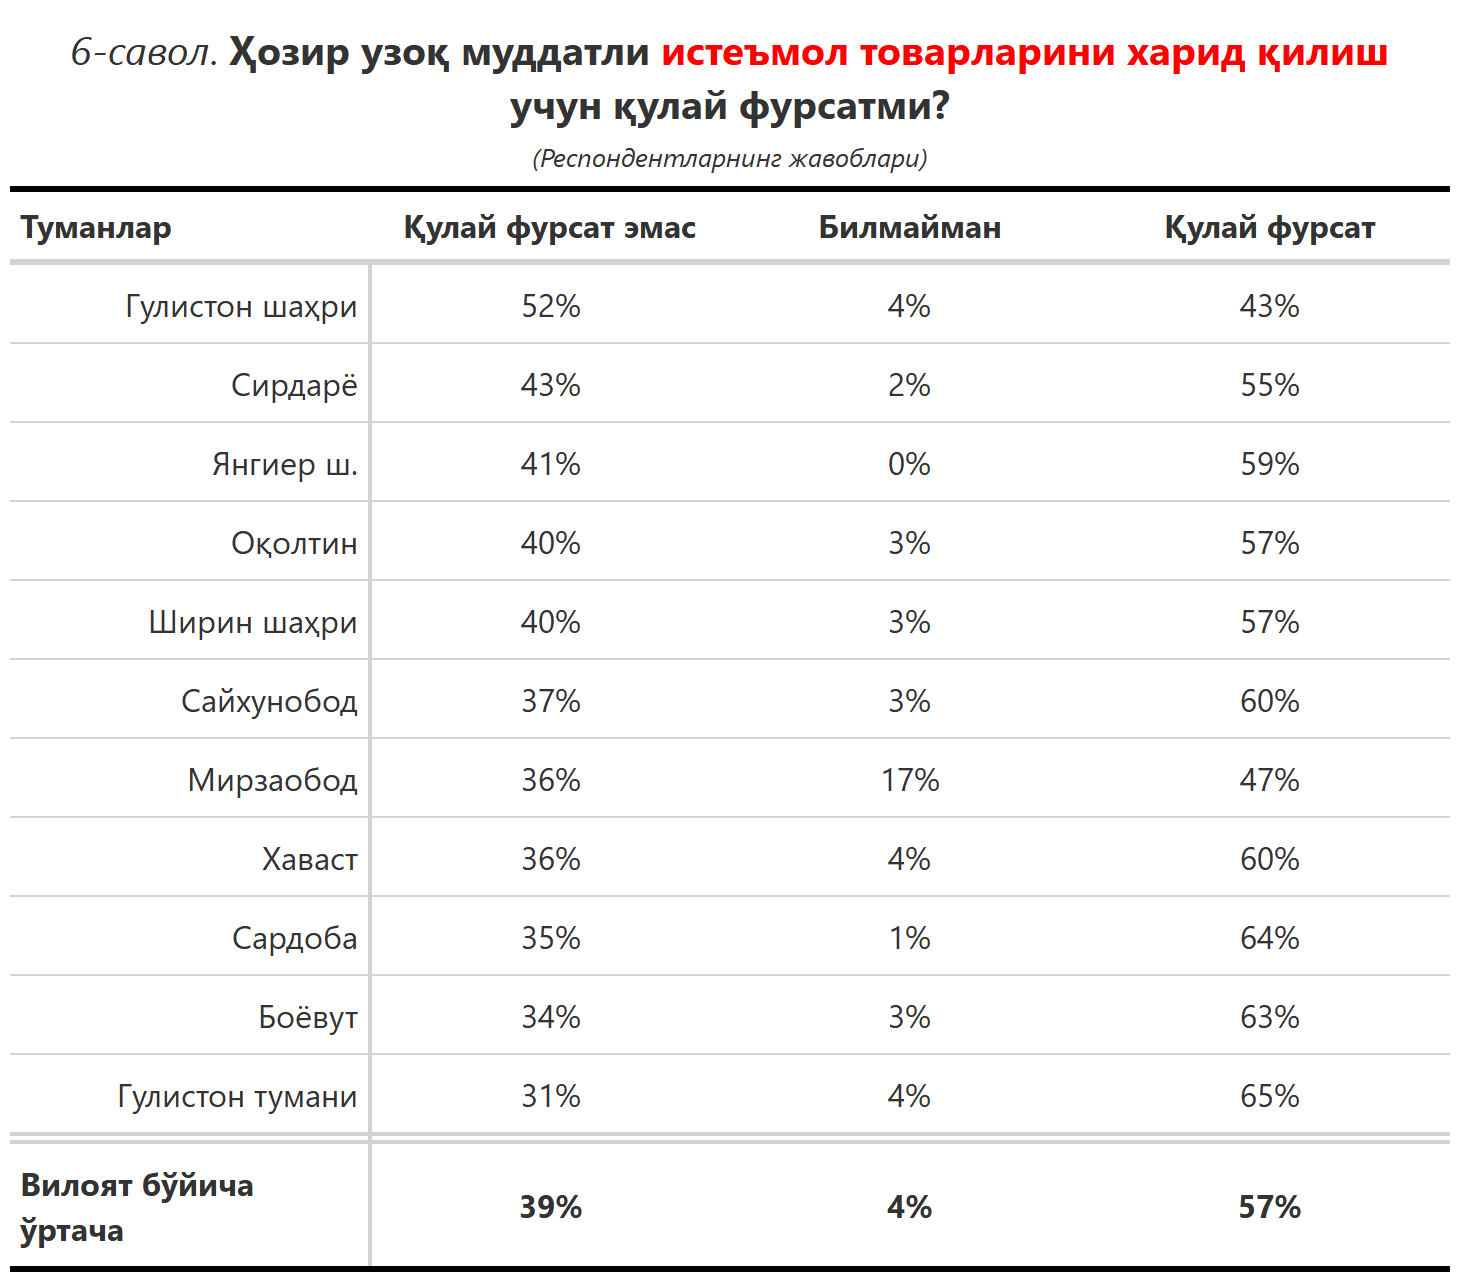 6-савол. Ҳозир узоқ муддатли истеъмол товарларини харид қилиш
учун қулай фурсатми?
(Респондентларнинг жавоблари)
Туманлар Қулай фурсат эмас Билмайман Қулай фурсат
Гулистон шаҳри 52% 4% 43%
Сирдарё 43% 2% 55%
Янгиер ш. 41% 0% 59%
Оқолтин 40% 3% 57%
Ширин шаҳри 40% 3% 57%
Сайхунобод 37% 3% 60%
Мирзаобод 36% 17% 47%
Хаваст 36% 4% 60%
Сардоба 35% 1% 64%
Боёвут 34% 3% 63%
Гулистон тумани 31% 4% 65%
Вилоят бўйича
ўртача 39% 4% 57%